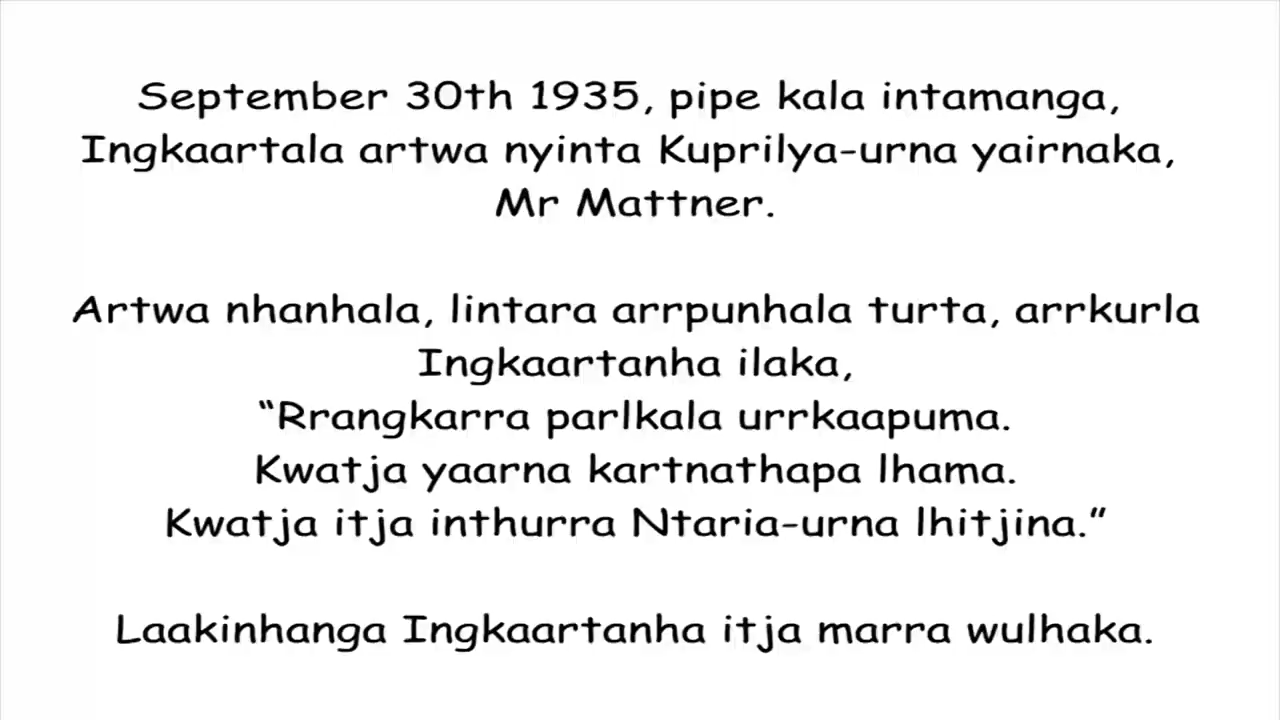 September 30th 1935, pipe kala intamanga,
Ingkaartala artwa nyinta Kuprilya-urna yairnaka,
Mr Mattner.
Artwa nhanhala, lintara arrpunhala turta, arrkurla
Ingkaartanha ilaka,
“Rrangkarra parlkala urrkaapuma.
Kwatja yaarna kartnathapa lhama.
Kwatja itja inthurra Ntaria-urna lhitjina.”
Laakinhanga Ingkaartanha itja marra wulhaka.